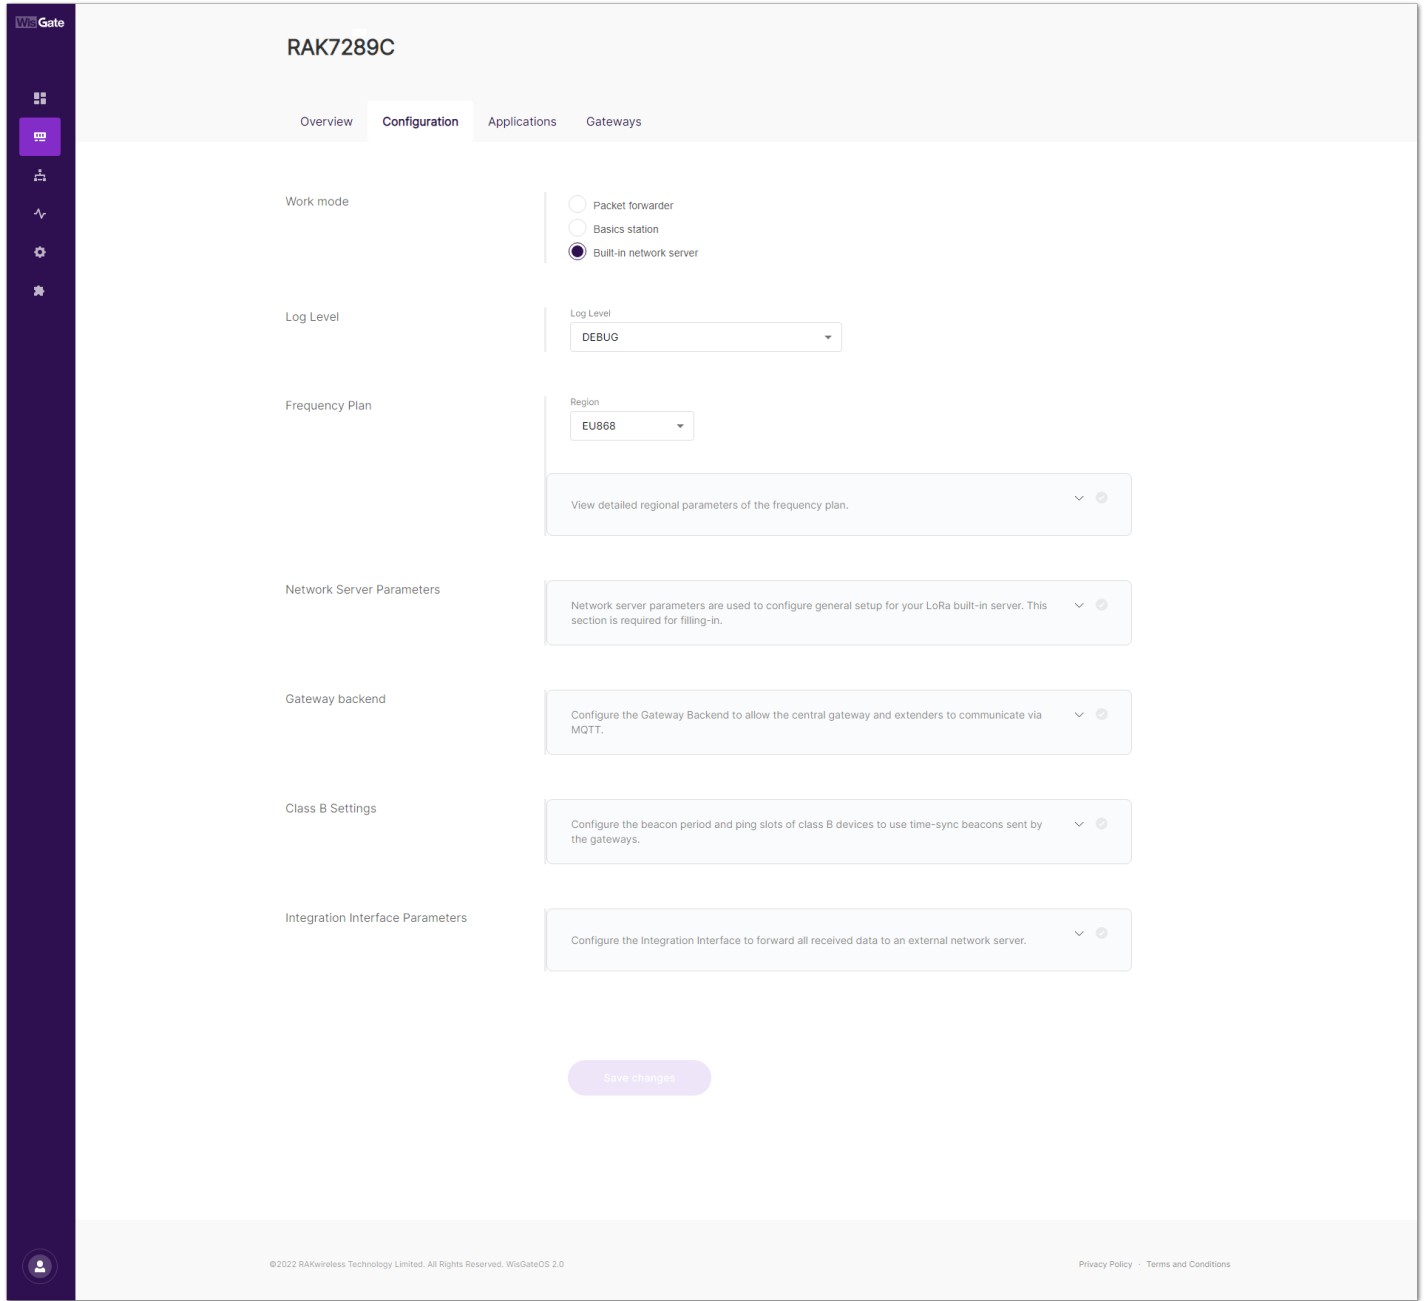 WisGate
RAK7289C
Overview
Configuration
Applications
Gateways
Work mode
Packet forwarder
Basics station
Built-in network server
Log Level
Log Level
DEBUG
Frequency Plan
Region
EU868
View detailed regional parameters of the frequency plan.
Network Server Parameters
Network server parameters are used to configure general setup for your LoRa built-in server. This
section is required for filling-in.
Gateway backend
Configure the Gateway Backend to allow the central gateway and extenders to communicate via
MQTT.
Class B Settings
Configure the beacon period and ping slots of class B devices to use time-sync beacons sent by
the gateways.
Integration Interface Parameters
Configure the Integration Interface to forward all received data to an external network server.
Save changes
©2022 RAKwireless Technology Limited. All Rights Reserved. WisGateOS 2.0
Privacy Policy - Terms and Conditions